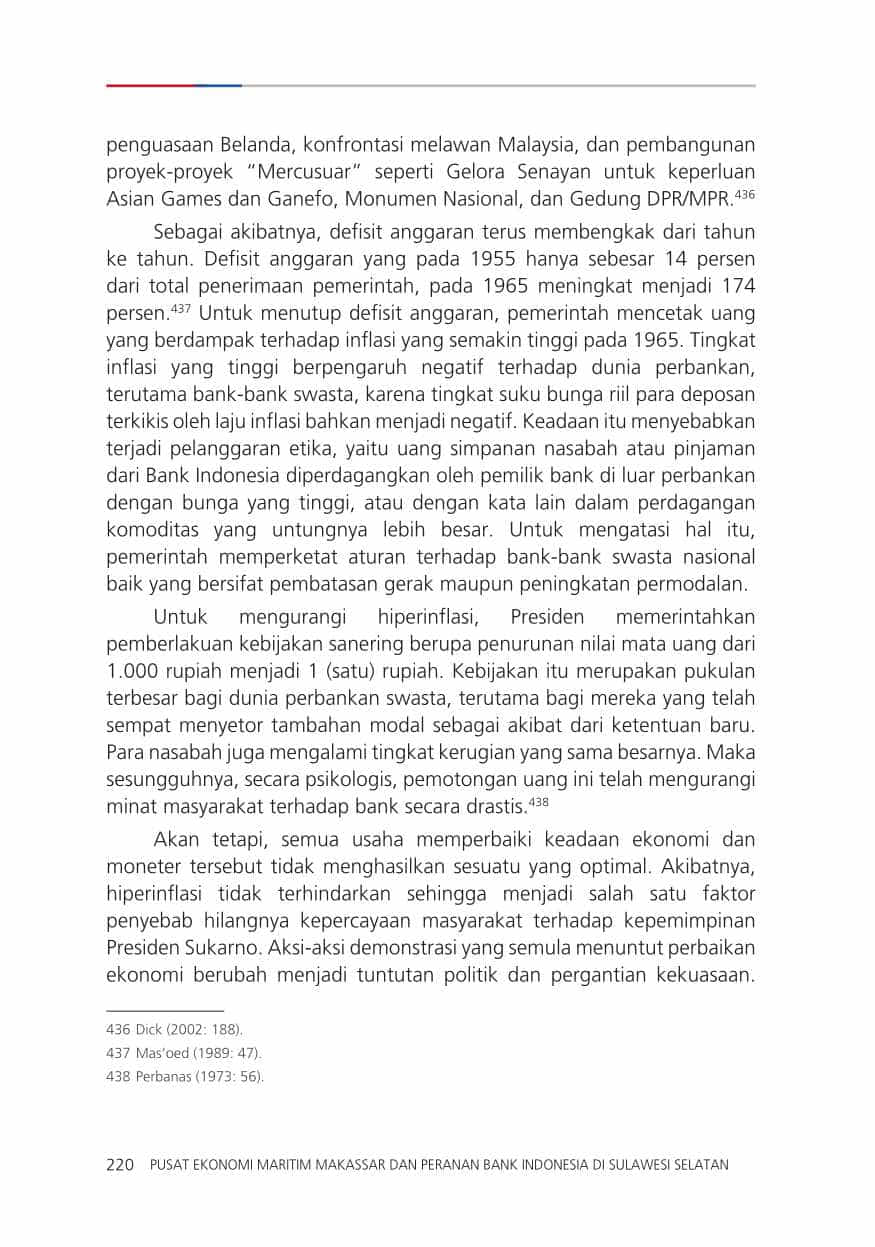 penguasaan Belanda, konfrontasi melawan Malaysia, dan pembangunan
proyek-proyek “Mercusuar“ seperti Gelora Senayan untuk keperluan
Asian Games dan Ganefo, Monumen Nasional, dan Gedung DPR/MPR.436
Sebagai akibatnya, defisit anggaran terus membengkak dari tahun
ke tahun. Defisit anggaran yang pada 1955 hanya sebesar 14 persen
dari total penerimaan pemerintah, pada 1965 meningkat menjadi 174
persen.437 Untuk menutup defisit anggaran, pemerintah mencetak uang
yang berdampak terhadap inflasi yang semakin tinggi pada 1965. Tingkat
inflasi yang tinggi berpengaruh negatif terhadap dunia perbankan,
terutama bank-bank swasta, karena tingkat suku bunga riil para deposan
terkikis oleh laju inflasi bahkan menjadi negatif. Keadaan itu menyebabkan
terjadi pelanggaran etika, yaitu uang simpanan nasabah atau pinjaman
dari Bank Indonesia diperdagangkan oleh pemilik bank di luar perbankan
dengan bunga yang tinggi, atau dengan kata lain dalam perdagangan
komoditas yang untungnya lebih besar. Untuk mengatasi hal itu,
pemerintah memperketat aturan terhadap bank-bank swasta nasional
baik yang bersifat pembatasan gerak maupun peningkatan permodalan.
Untuk mengurangi hiperinflasi, Presiden memerintahkan
pemberlakuan kebijakan sanering berupa penurunan nilai mata uang dari
1.000 rupiah menjadi 1 (satu) rupiah. Kebijakan itu merupakan pukulan
terbesar bagi dunia perbankan swasta, terutama bagi mereka yang telah
sempat menyetor tambahan modal sebagai akibat dari ketentuan baru.
Para nasabah juga mengalami tingkat kerugian yang sama besarnya. Maka
sesungguhnya, secara psikologis, pemotongan uang ini telah mengurangi
minat masyarakat terhadap bank secara drastis.438
Akan tetapi, semua usaha memperbaiki keadaan ekonomi dan
moneter tersebut tidak menghasilkan sesuatu yang optimal. Akibatnya,
hiperinflasi tidak terhindarkan sehingga menjadi salah satu faktor
penyebab hilangnya kepercayaan masyarakat terhadap kepemimpinan
Presiden Sukarno. Aksi-aksi demonstrasi yang semula menuntut perbaikan
ekonomi berubah menjadi tuntutan politik dan pergantian kekuasaan.
436 Dick (2002: 188).
437 Mas’oed (1989: 47).
438 Perbanas (1973: 56).
220 PUSAT EKONOMI MARITIM MAKASSAR DAN PERANAN BANK INDONESIA DI SULAWESI SELATAN